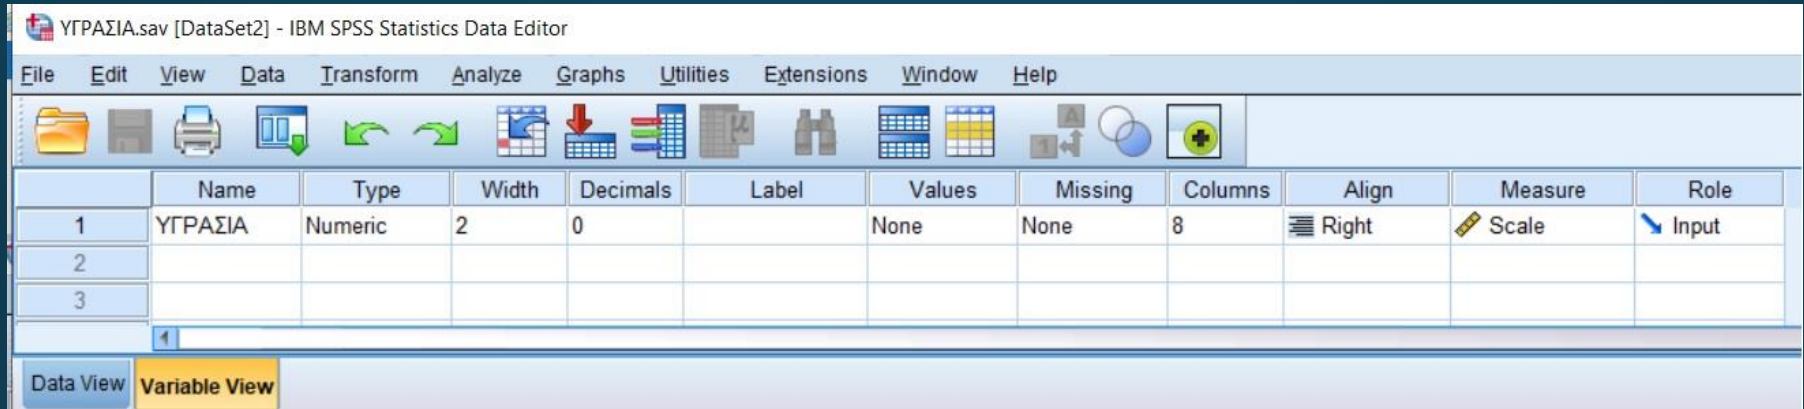 ΥΓΡΑΣΙΑ.sav [DataSet2] - IBM SPSS Statistics Data Editor
File Edit View Data Transform Analyze Graphs Utilities Extensions Window Help
Name Type Width Decimals Label Values Missing Columns Align Measure Role
1 ΥΓΡΑΣΙΑ Numeric 2 0 None None 8 Right Scale Input
2
3
Data View Variable View